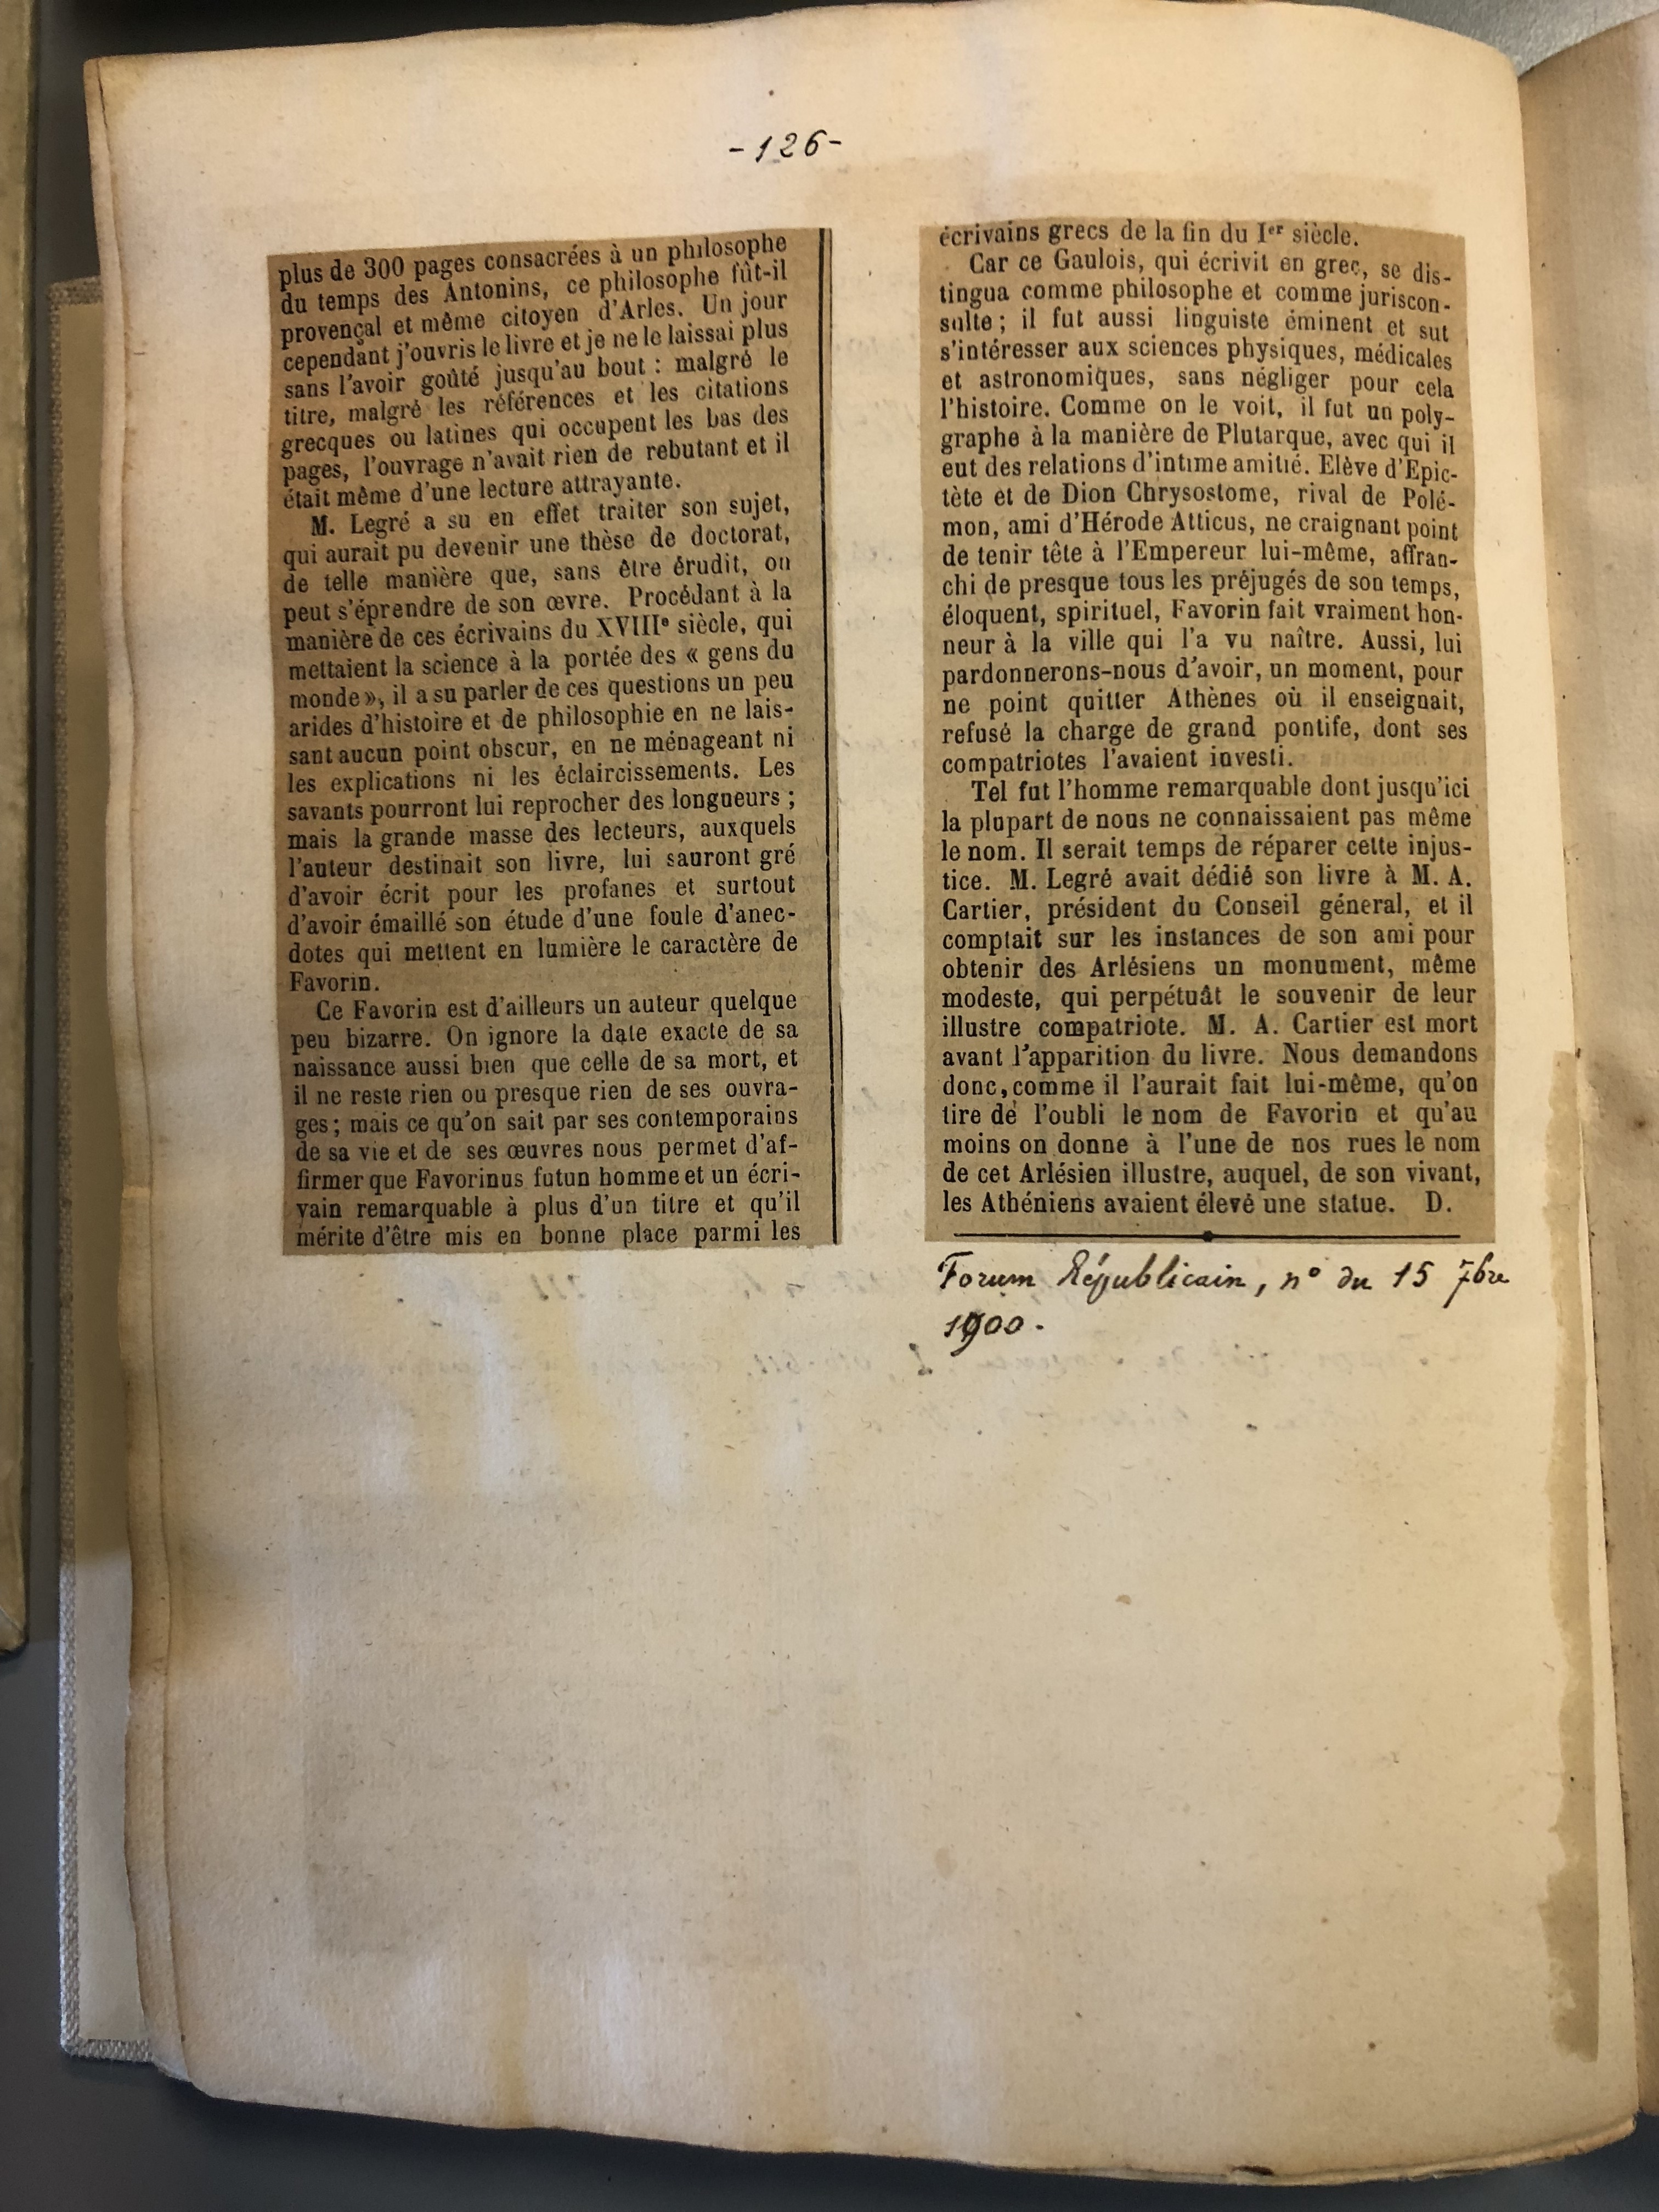 - 126 -
plus de 300 pages consacrées à un philosophe
du temps des Antonins, ce philosophe fût-il
provençal et même citoyen d'Arles. Un jour
cependant j'ouvris le livre et je ne le laissai plus
sans l'avoir goûté jusqu'au bout : malgré le
titre, malgré les références et les citations
grecques ou latines qui occupent les bas des
pages, l'ouvrage n'avait rien de rebutant et il
était même d'une lecture attrayante.
M. Legré a su en effet traiter son sujet,
qui aurait pu devenir une thèse de doctorat,
de telle manière que, sans être érudit, on
peut s'éprendre de son œvre. Procédant à la
manière de ces écrivains du XVIIIe siècle, qui
mettaient la science à la portée des « gens du
monde », il a su parler de ces questions un peu
arides d'histoire et de philosophie en ne lais-
sant aucun point obscur, en ne ménageant ni
les explications ni les éclaircissements. Les
savants pourront lui reprocher des longueurs ;
mais la grande masse des lecteurs, auxquels
l'auteur destinait son livre, lui sauront gré
d'avoir écrit pour les profanes et surtout
d'avoir émaillé son étude d'une foule d'anec-
dotes qui mettent en lumière le caractère de
Favorin.
Ce Favorin est d'ailleurs un auteur quelque
peu bizarre. On ignore la date exacte de sa
naissance aussi bien que celle de sa mort, et
il ne reste rien ou presque rien de ses ouvra-
ges ; mais ce qu'on sait par ses contemporains
de sa vie et de ses œuvres nous permet d'af-
firmer que Favorinus fut un homme et un écri-
vain remarquable à plus d'un titre et qu'il
mérite d'être mis en bonne place parmi les
écrivains grecs de la fin du Ier siècle.
Car ce Gaulois, qui écrivit en grec, se dis-
tingua comme philosophe et comme juriscon-
sulte ; il fut aussi linguiste éminent et sut
s'intéresser aux sciences physiques, médicales
et astronomiques, sans négliger pour cela
l'histoire. Comme on le voit, il fut un poly-
graphe à la manière de Plutarque, avec qui il
eut des relations d'intime amitié. Elève d'Epic-
tète et de Dion Chrysostome, rival de Polé-
mon, ami d'Hérode Atticus, ne craignant point
de tenir tête à l'Empereur lui-même, affran-
chi de presque tous les préjugés de son temps,
éloquent, spirituel, Favorin fait vraiment hon-
neur à la ville qui l'a vu naître. Aussi, lui
pardonnerons-nous d'avoir, un moment, pour
ne point quitter Athènes où il enseignait,
refusé la charge de grand pontife, dont ses
compatriotes l'avaient investi.
Tel fut l'homme remarquable dont jusqu'ici
la plupart de nous ne connaissaient pas même
le nom. Il serait temps de réparer cette injus-
tice. M. Legré avait dédié son livre à M. A.
Cartier, président du Conseil géneral, et il
comptait sur les instances de son ami pour
obtenir des Arlésiens un monument, même
modeste, qui perpétuât le souvenir de leur
illustre compatriote. M. A. Cartier est mort
avant l'apparition du livre. Nous demandons
donc, comme il l'aurait fait lui-même, qu'on
tire de l'oubli le nom de Favorin et qu'au
moins on donne à l'une de nos rues le nom
de cet Arlésien illustre, auquel, de son vivant,
les Athéniens avaient élevé une statue. D.
Forum Républicain, n° du 15 7bre
1900.